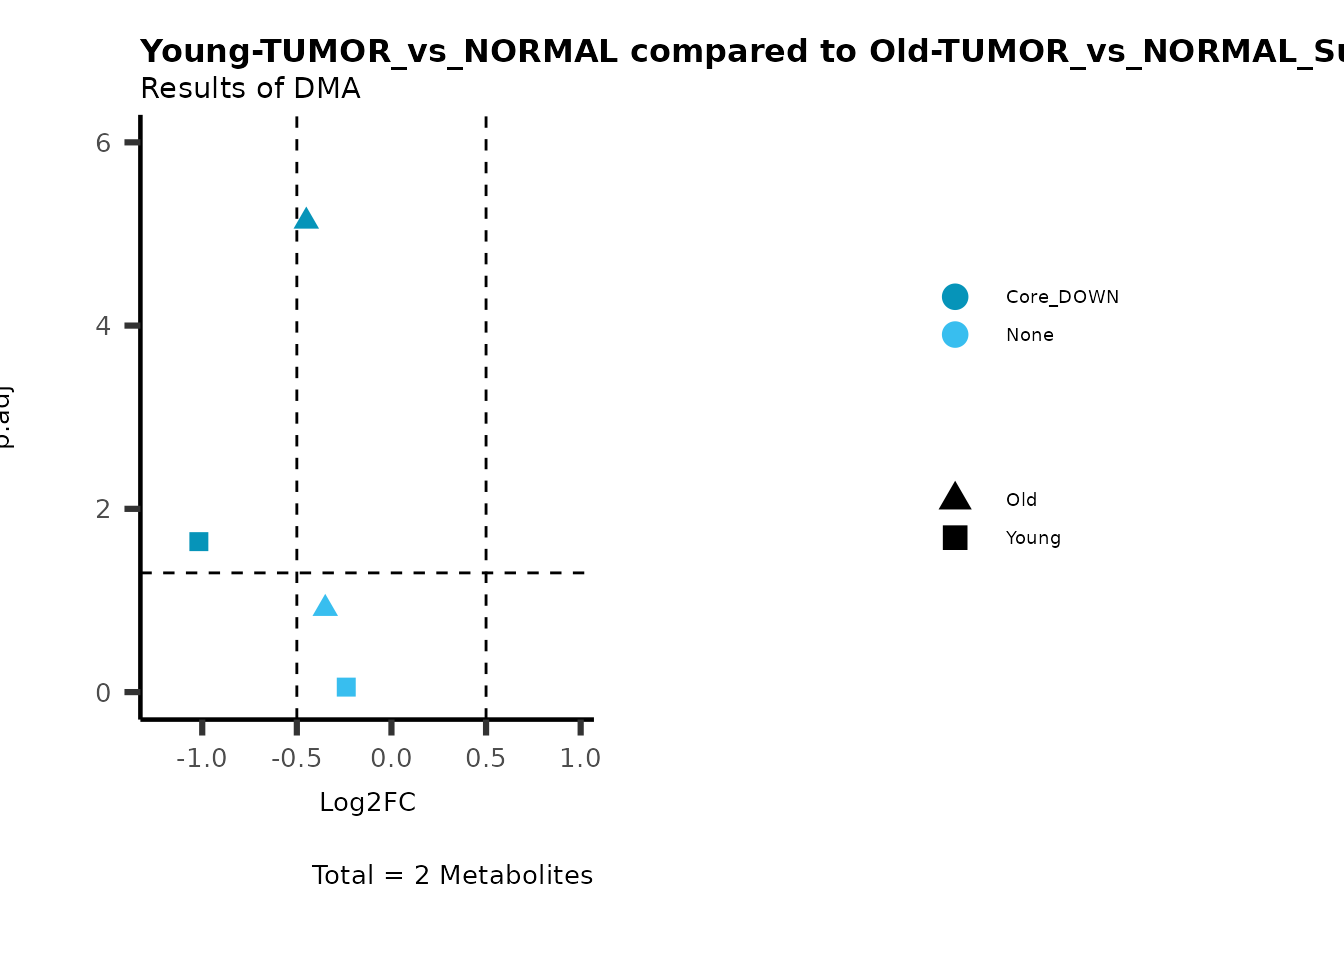 Young-TUMOR_vs_NORMAL compared to Old-TUMOR_vs_NORMAL_Su
Results of DMA
6
4
2
0
p.adj
-1.0 -0.5 0.0 0.5 1.0
Log2FC
Total = 2 Metabolites
Core_DOWN
None
Old
Young